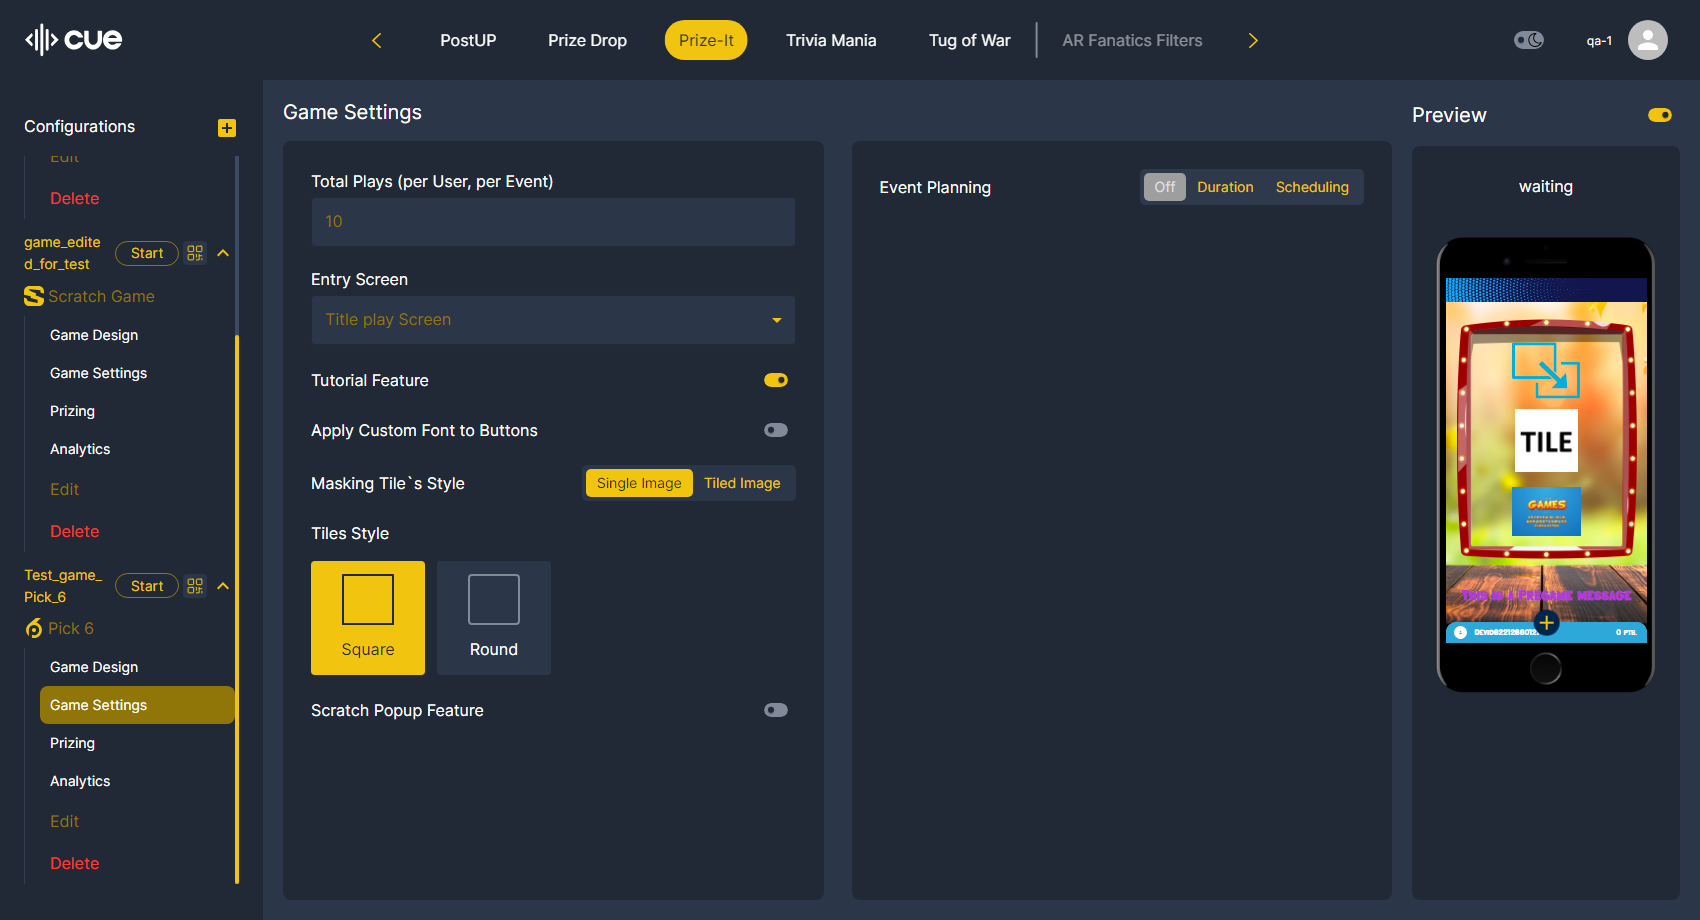 cue
PostUP
Prize Drop
Prize-It
Trivia Mania
Tug of War
AR Fanatics Filters
qa-1
Configurations
Edit
Delete
game_edite
d_for_test
Start
Scratch Game
Game Design
Game Settings
Prizing
Analytics
Edit
Delete
Test_game_
Pick_6
Start
Pick 6
Game Design
Game Settings
Prizing
Analytics
Edit
Delete
Game Settings
Total Plays (per User, per Event)
10
Entry Screen
Title play Screen
Tutorial Feature
Apply Custom Font to Buttons
Masking Tile`s Style
Single Image
Tiled Image
Tiles Style
Square
Round
Scratch Popup Feature
Event Planning
Off
Duration
Scheduling
Preview
waiting
TILE
GAMES
This is a Pregame message
0 pts.